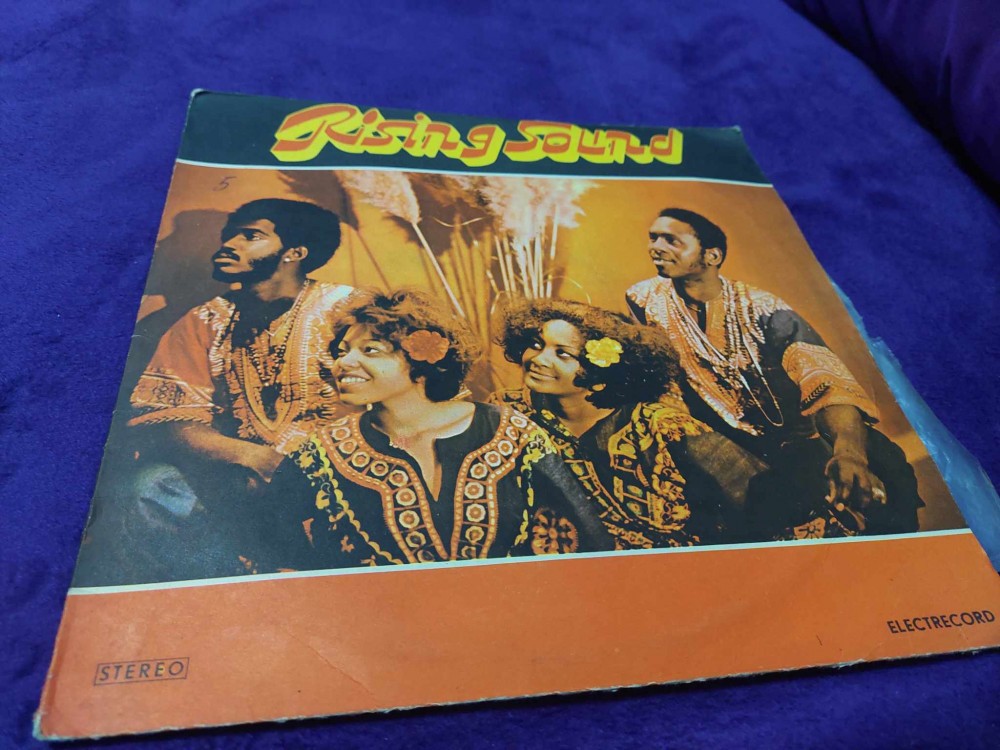 Rising Sound
5
STEREO
ELECTRECORD